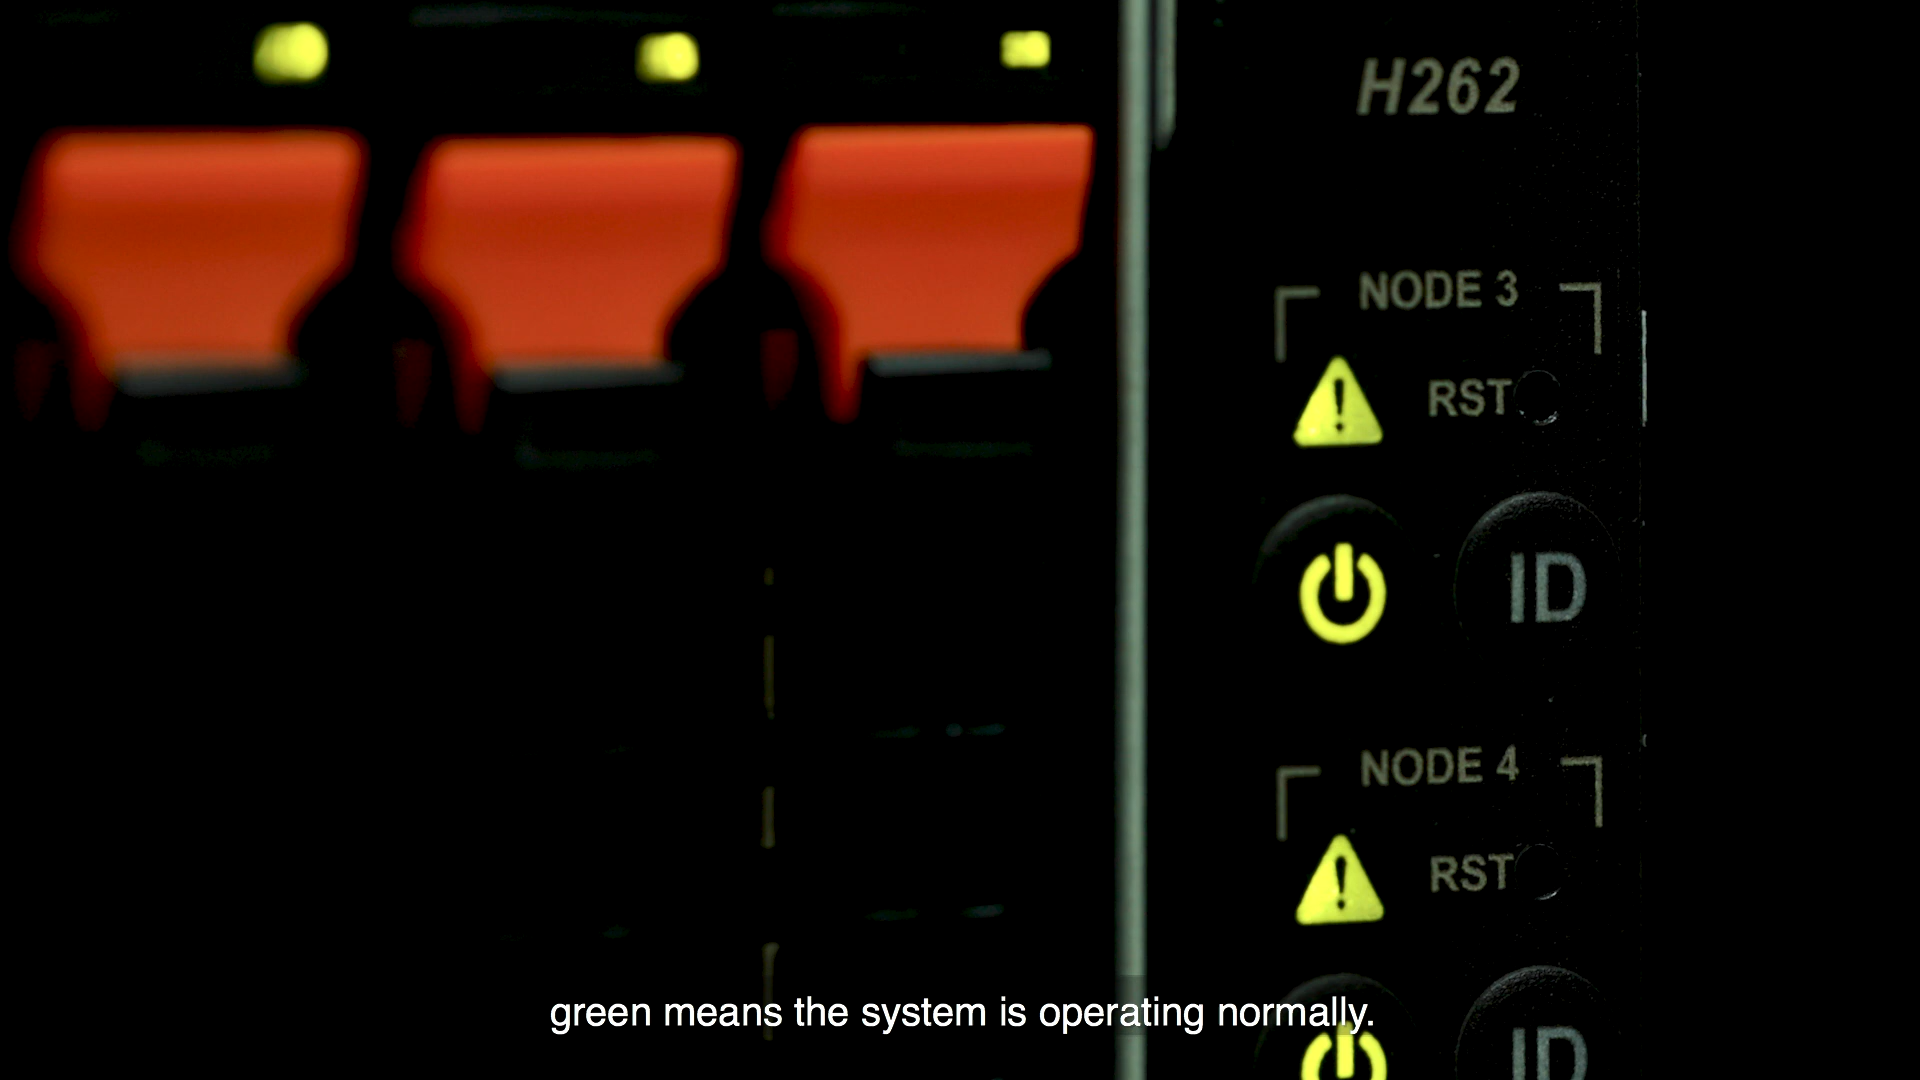 H262
NODE 3
RST
ID
NODE 4
RST
ID
green means the system is operating normally.